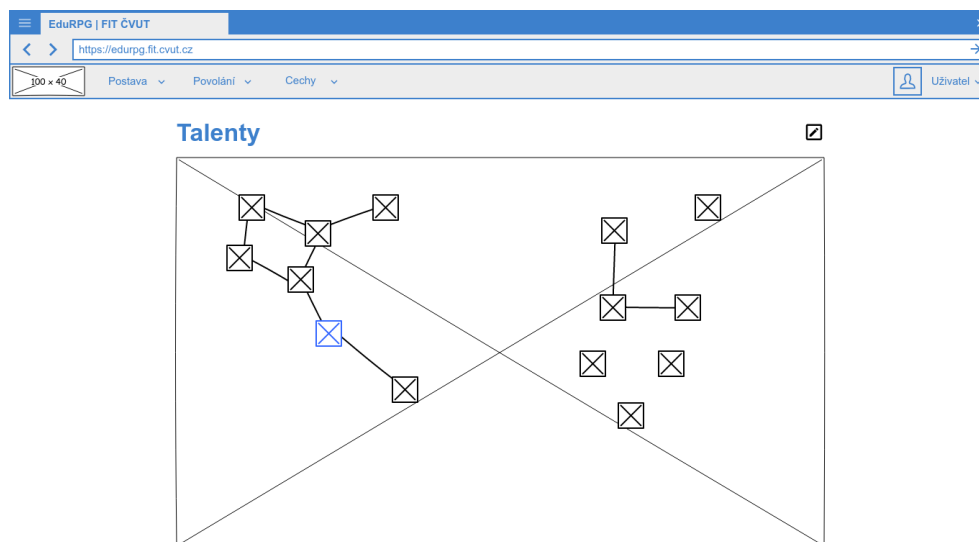 EduRPG | FIT ČVUT
https://edurpg.fit.cvut.cz
100 x 40
Postava
Povolání
Cechy
Uživatel
Talenty